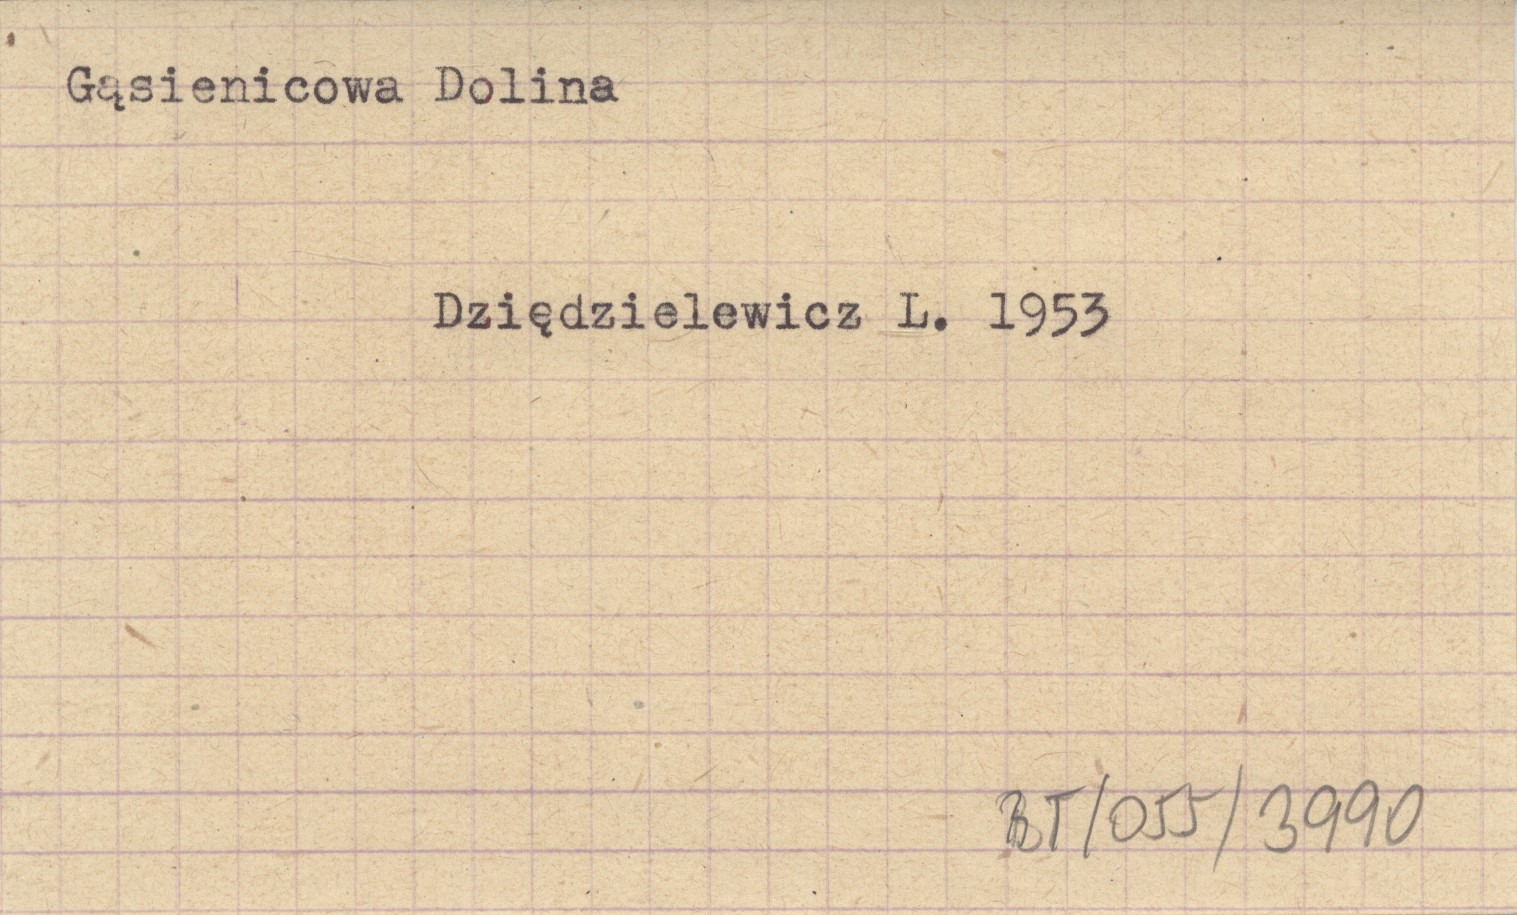 Gąsienicowa Dolina
Dziędzielewicz L. 1953
BT/055/3990